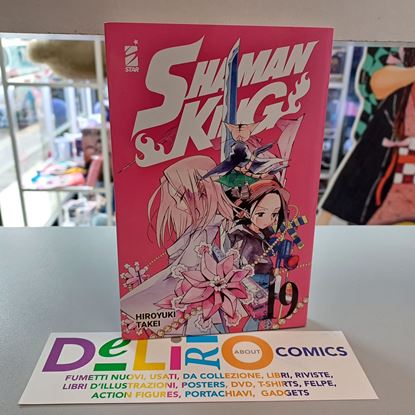 STAR
SHAMAN
KING
HIROYUKI
TAKEI
19
DeLiRiO
ABOUT
COMICS
FUMETTI NUOVI, USATI, DA COLLEZIONE, LIBRI, RIVISTE,
LIBRI D'ILLUSTRAZIONI, POSTERS, DVD, T-SHIRTS, FELPE,
ACTION FIGURES, PORTACHIAVI, GADGETS